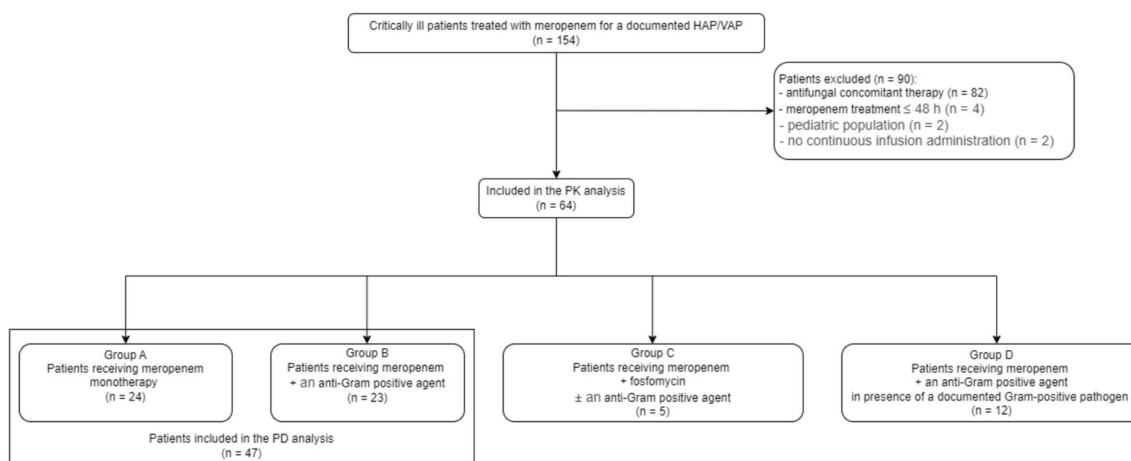 Critically ill patients treated with meropenem for a documented HAP/VAP
(n = 154)
Patients excluded (n = 90):
- antifungal concomitant therapy (n = 82)
- meropenem treatment ≤ 48 h (n = 4)
- pediatric population (n = 2)
- no continuous infusion administration (n = 2)
Included in the PK analysis
(n = 64)
Group A
Patients receiving meropenem
monotherapy
(n = 24)
Group B
Patients receiving meropenem
+ an anti-Gram positive agent
(n = 23)
Group C
Patients receiving meropenem
+ fosfomycin
± an anti-Gram positive agent
(n = 5)
Group D
Patients receiving meropenem
+ an anti-Gram positive agent
in presence of a documented Gram-positive pathogen
(n = 12)
Patients included in the PD analysis
(n = 47)